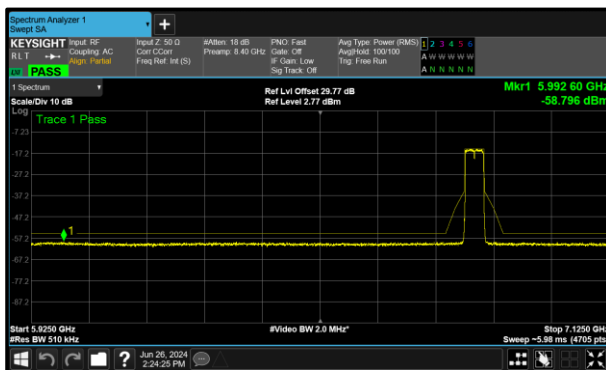 Spectrum Analyzer 1
Swept SA
+
KEYSIGHT Input: RF Input Z: 50 Ω #Atten: 18 dB PNO: Fast Avg Type: Power (RMS) 1 2 3 4 5 6
RLT Coupling: AC Corr CCorr Preamp: 8.40 GHz Gate: Off Avg|Hold: 100/100 A W W W W W
Align: Partial Freq Ref: Int (S) IF Gain: Low Trig: Free Run
LW PASS Sig Track: Off A N N N N N
1 Spectrum Ref Lvl Offset 29.77 dB Mkr1 5.992 60 GHz
Scale/Div 10 dB Ref Level 2.77 dBm -58.796 dBm
Log Trace 1 Pass
-7.23
-17.2
-27.2
-37.2
-47.2
1
-57.2
-67.2
-77.2
-87.2
Start 5.9250 GHz #Video BW 2.0 MHz* Stop 7.1250 GHz
#Res BW 510 kHz Sweep ~5.98 ms (4705 pts)
? Jun 26, 2024
2:24:25 PM